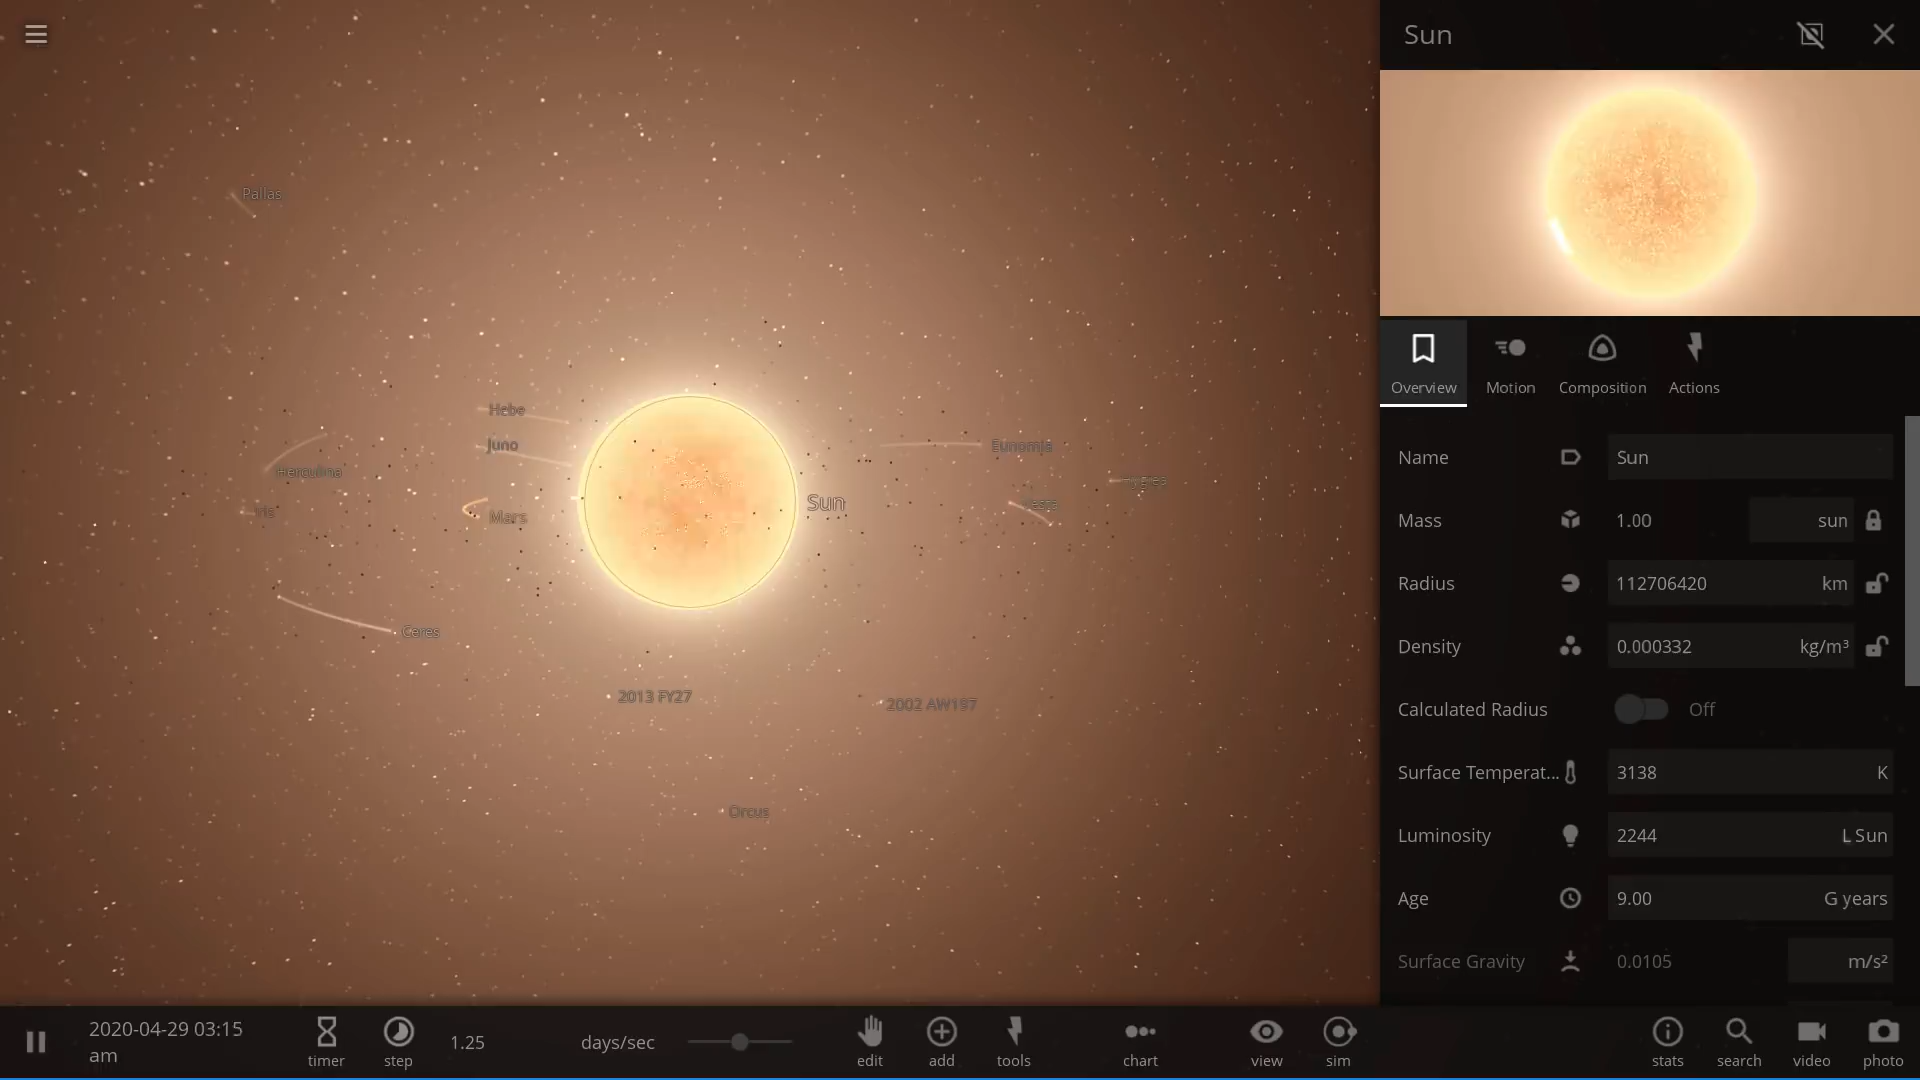 Sun
Pallas
Hebe
Juno
Herculina
Iris
Mars
Sun
Eunomia
Vesta
Ceres
2013 FY27
2002 AW197
Orcus
Overview
Motion
Composition
Actions
Name Sun
Mass 1.00 sun
Radius 112706420 km
Density 0.000332 kg/m³
Calculated Radius Off
Surface Temperat... 3138 K
Luminosity 2244 L Sun
Age 9.00 G years
Surface Gravity 0.0105 m/s²
2020-04-29 03:15
am
timer
step
1.25
days/sec
edit
add
tools
chart
view
sim
stats
search
video
photo